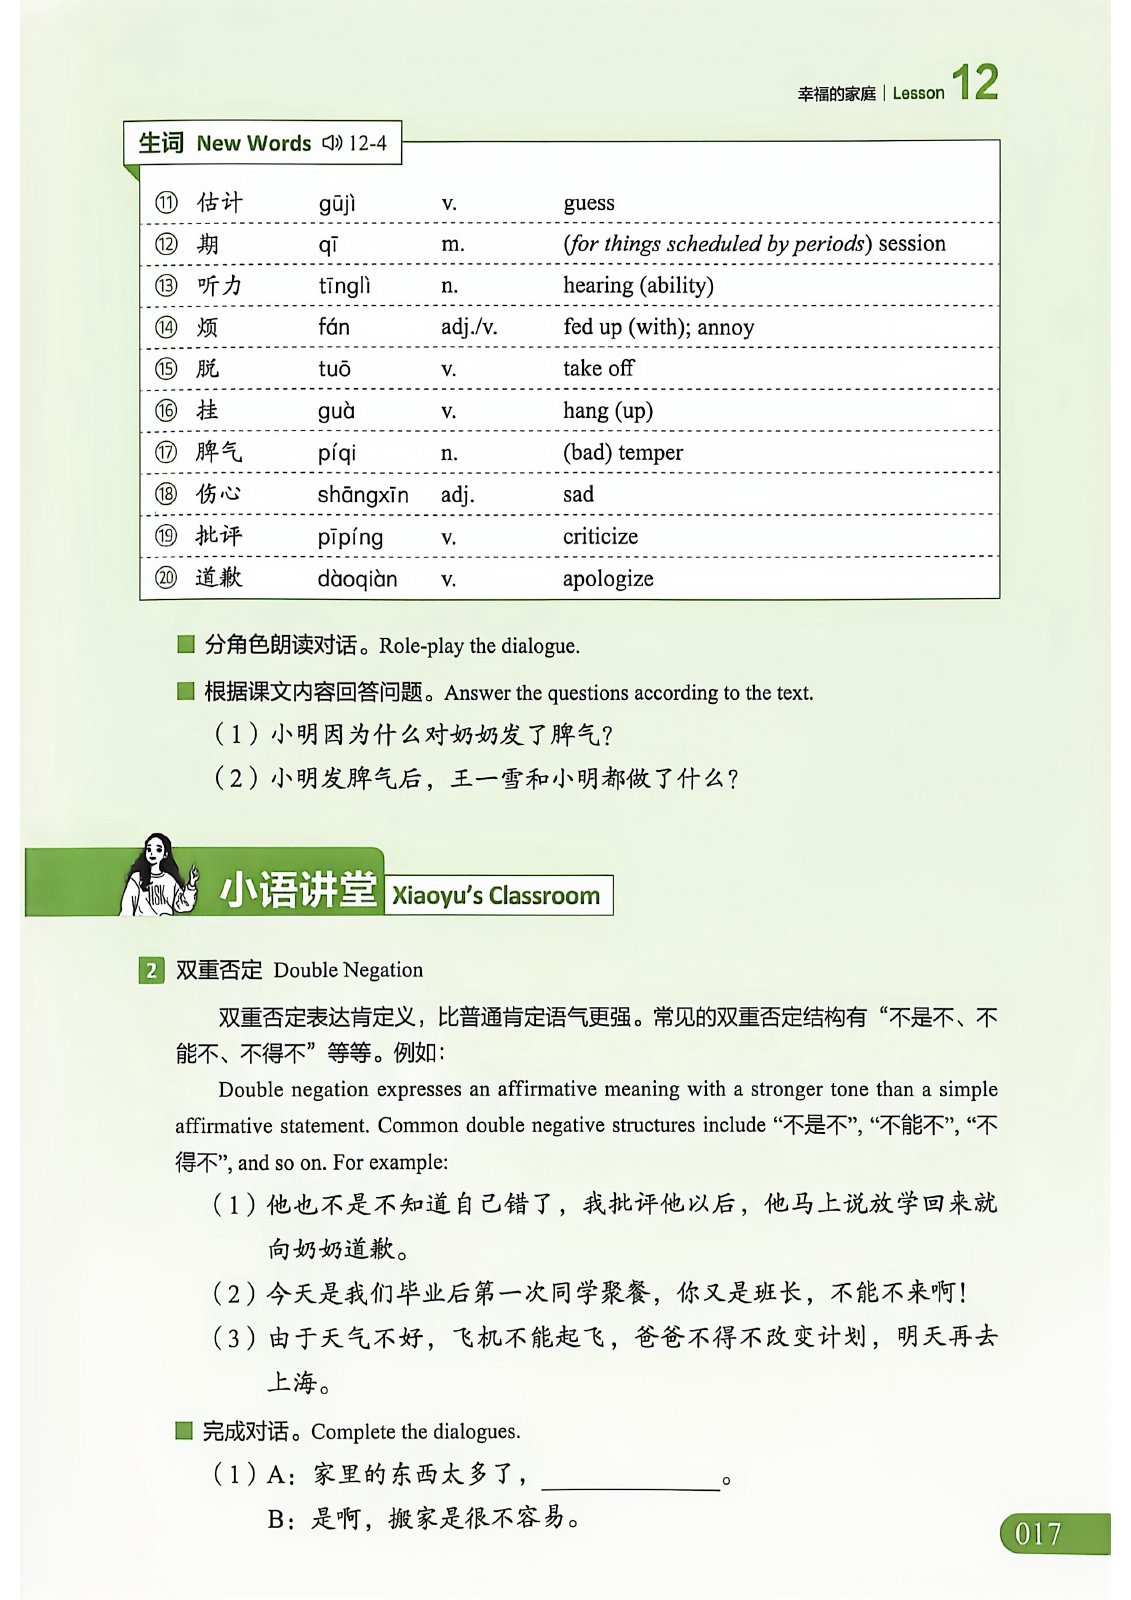 幸福的家庭 | Lesson 12
生词 New Words 12-4
⑪ 估计 gūjì v. guess
⑫ 期 qī m. (for things scheduled by periods) session
⑬ 听力 tīnglì n. hearing (ability)
⑭ 烦 fán adj./v. fed up (with); annoy
⑮ 脱 tuō v. take off
⑯ 挂 guà v. hang (up)
⑰ 脾气 píqi n. (bad) temper
⑱ 伤心 shāngxīn adj. sad
⑲ 批评 pīpíng v. criticize
⑳ 道歉 dàoqiàn v. apologize
分角色朗读对话。Role-play the dialogue.
根据课文内容回答问题。Answer the questions according to the text.
（1）小明因为什么对奶奶发了脾气？
（2）小明发脾气后，王一雪和小明都做了什么？
小语讲堂 Xiaoyu's Classroom
2 双重否定 Double Negation
双重否定表达肯定义，比普通肯定语气更强。常见的双重否定结构有“不是不、不
能不、不得不”等等。例如：
Double negation expresses an affirmative meaning with a stronger tone than a simple
affirmative statement. Common double negative structures include “不是不”, “不能不”, “不
得不”, and so on. For example:
（1）他也不是不知道自己错了，我批评他以后，他马上说放学回来就
向奶奶道歉。
（2）今天是我们毕业后第一次同学聚餐，你又是班长，不能不来啊！
（3）由于天气不好，飞机不能起飞，爸爸不得不改变计划，明天再去
上海。
完成对话。Complete the dialogues.
（1）A：家里的东西太多了，______________。
B：是啊，搬家是很不容易。
017